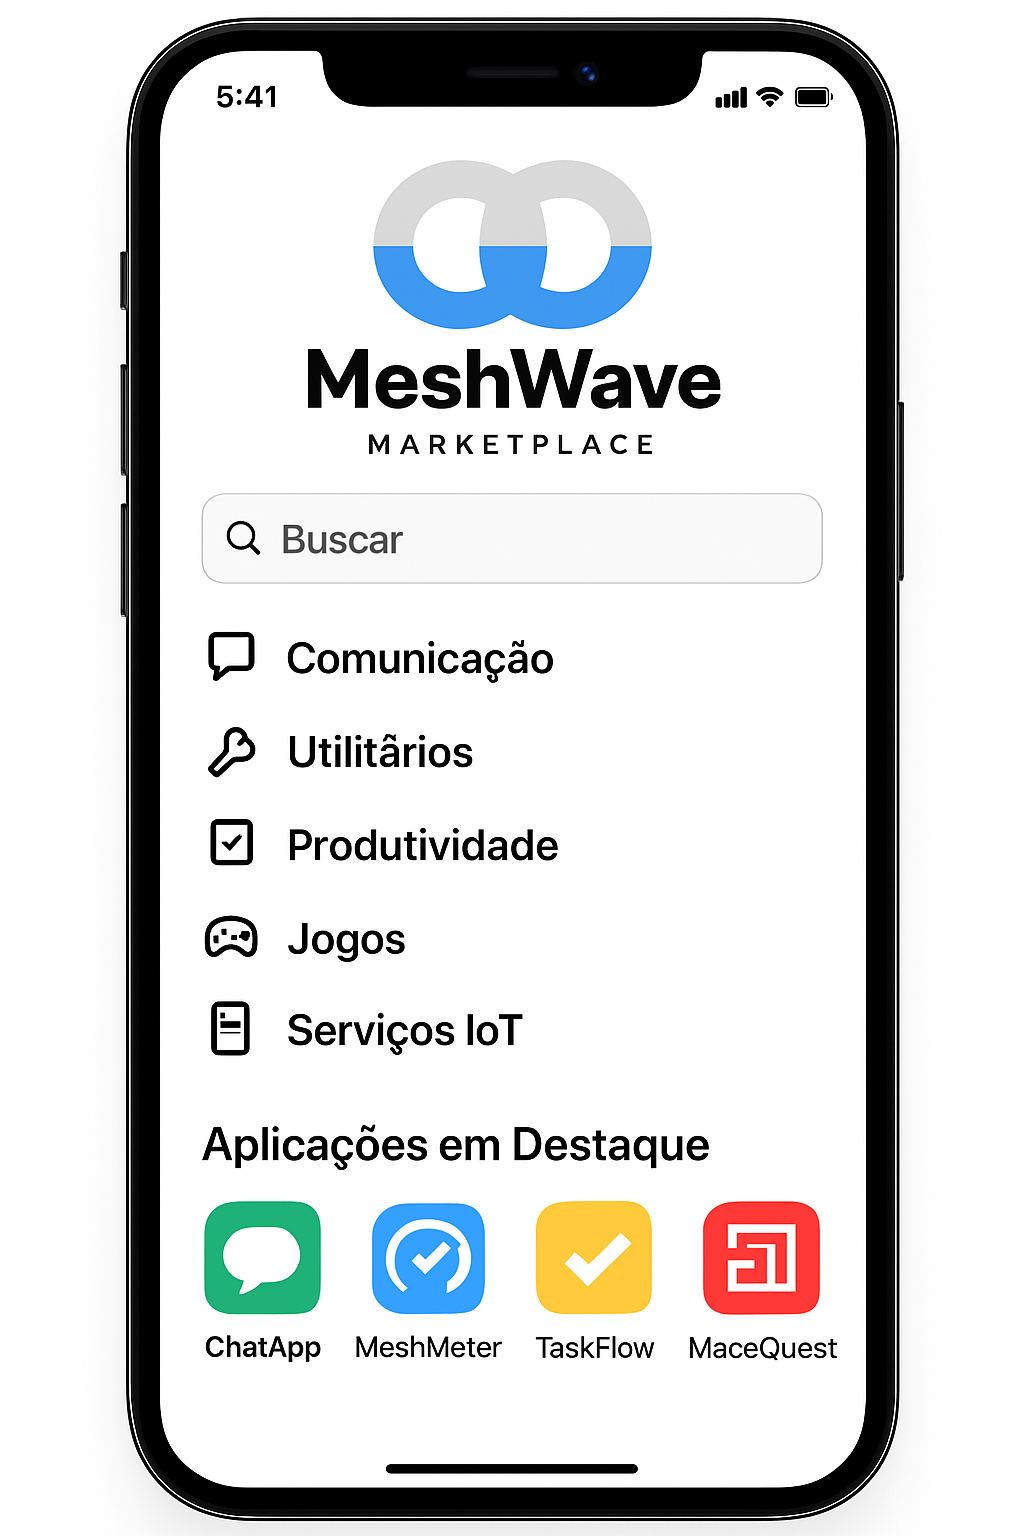 5:41
MeshWave
MARKETPLACE
Buscar
Comunicação
Utilitãrios
Produtividade
Jogos
Serviços IoT
Aplicações em Destaque
ChatApp MeshMeter TaskFlow MaceQuest